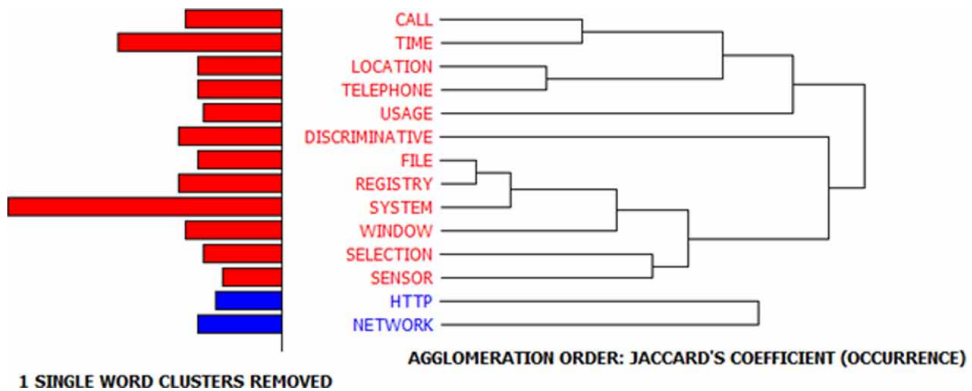 CALL
TIME
LOCATION
TELEPHONE
USAGE
DISCRIMINATIVE
FILE
REGISTRY
SYSTEM
WINDOW
SELECTION
SENSOR
HTTP
NETWORK
AGGLOMERATION ORDER: JACCARD'S COEFFICIENT (OCCURRENCE)
1 SINGLE WORD CLUSTERS REMOVED